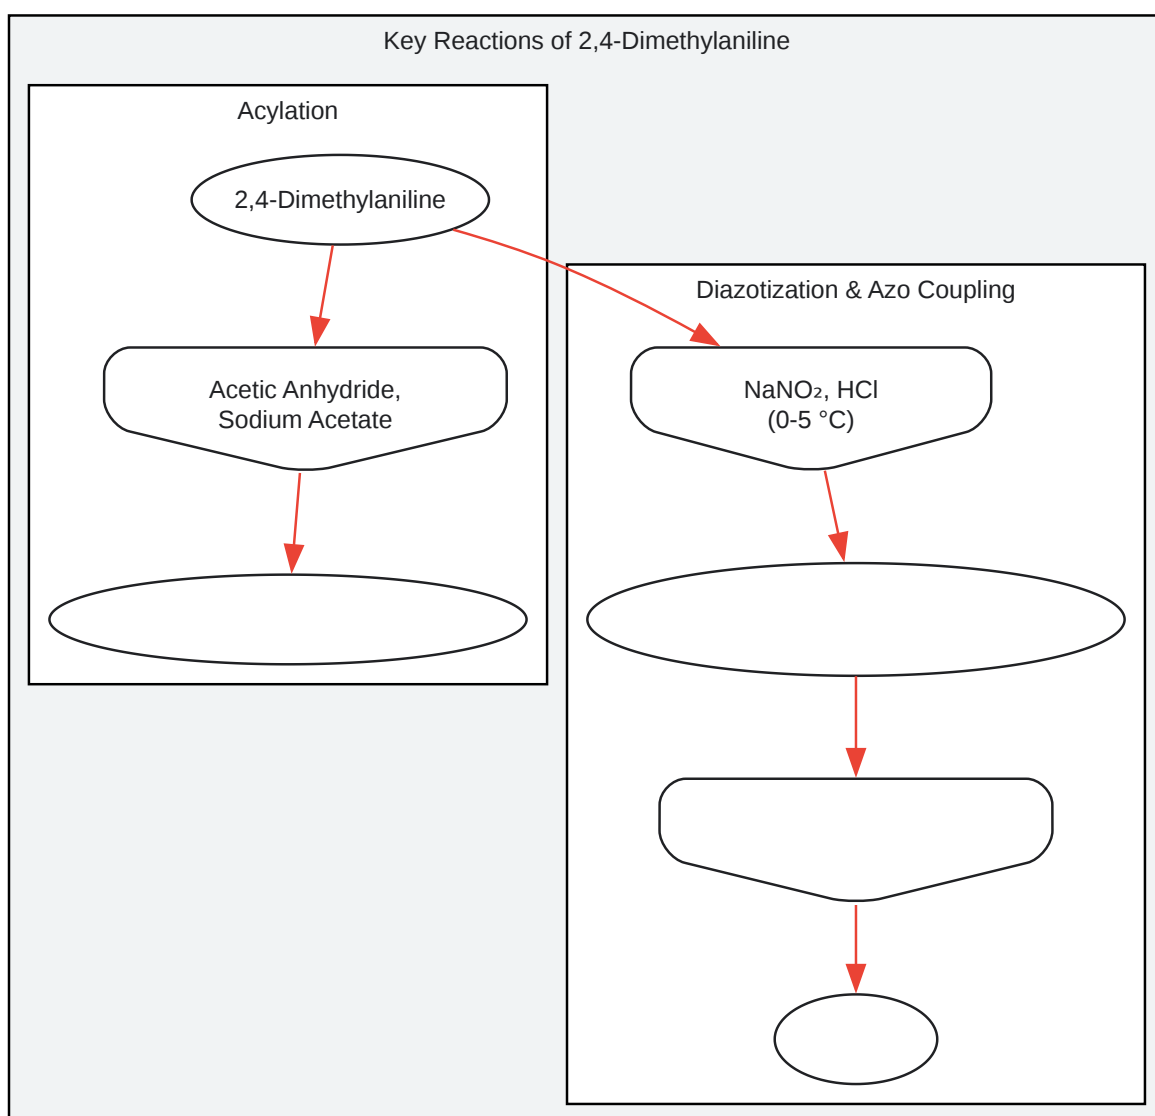 Key Reactions of 2,4-Dimethylaniline
Acylation
2,4-Dimethylaniline
Acetic Anhydride,
Sodium Acetate
Diazotization & Azo Coupling
NaNO₂, HCl
(0-5 °C)